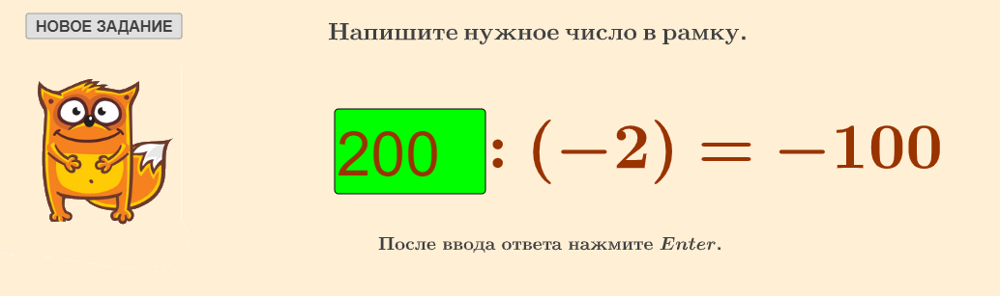 НОВОЕ ЗАДАНИЕ
Напишите нужное число в рамку.
200 : (−2) = −100
После ввода ответа нажмите Enter.